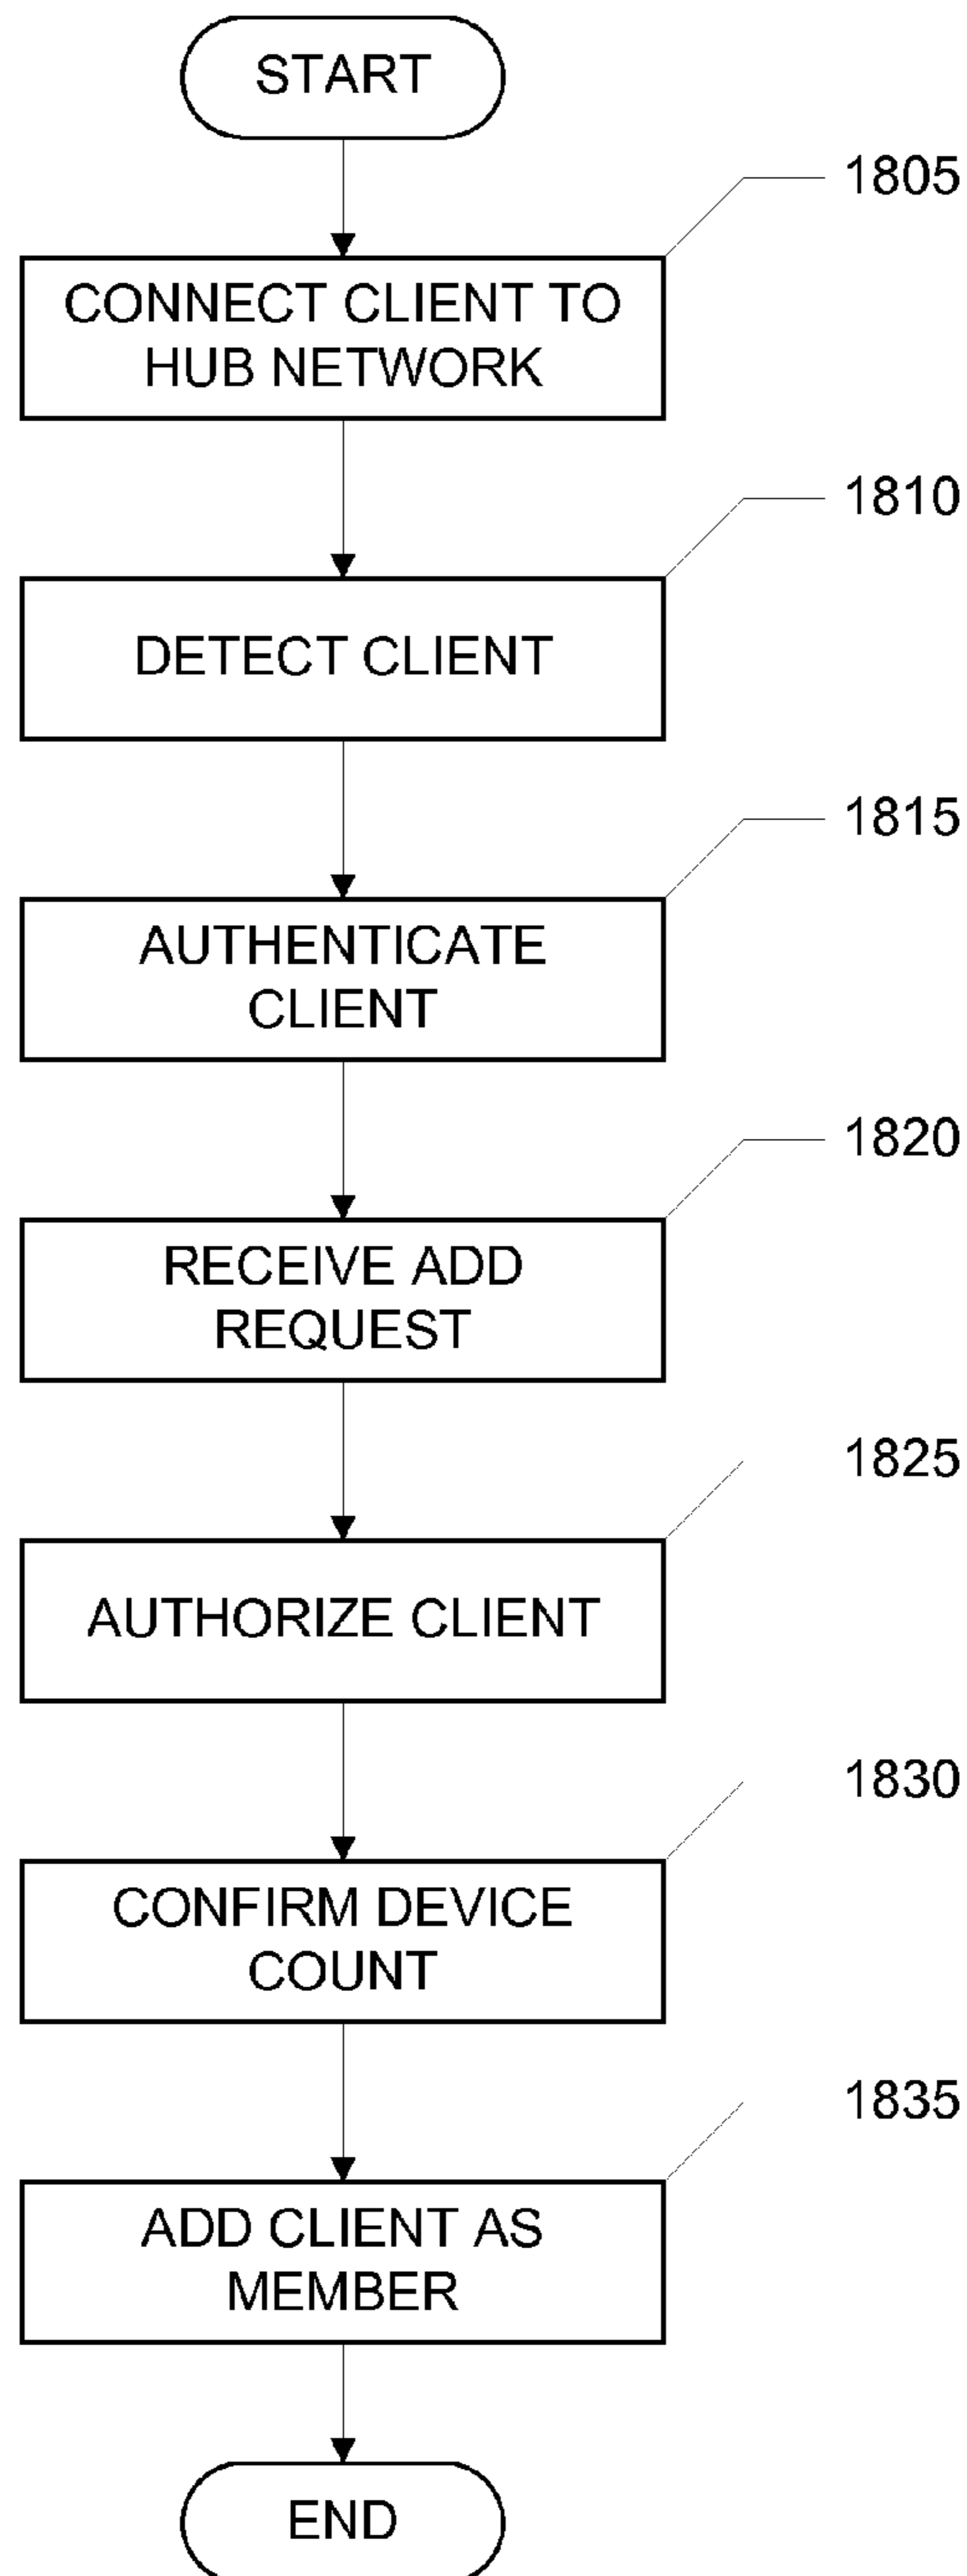 START
1805
CONNECT CLIENT TO
HUB NETWORK
1810
DETECT CLIENT
1815
AUTHENTICATE
CLIENT
1820
RECEIVE ADD
REQUEST
1825
AUTHORIZE CLIENT
1830
CONFIRM DEVICE
COUNT
1835
ADD CLIENT AS
MEMBER
END